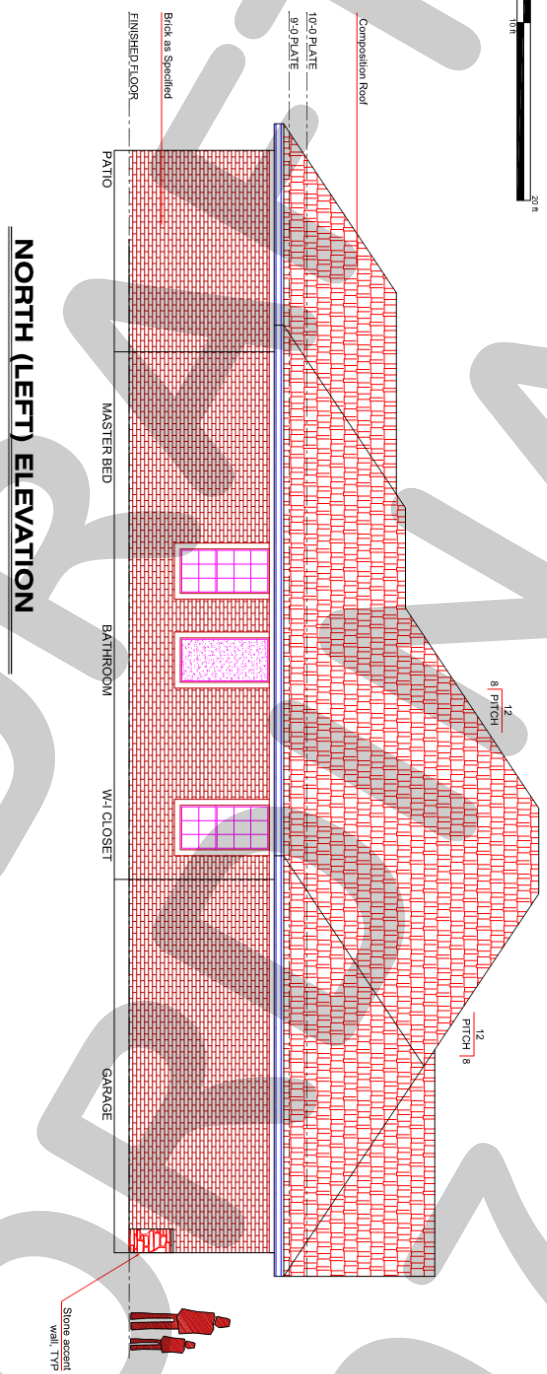 10 ft
20 ft
12
8 PITCH
12
PITCH 8
Composition Roof
10'-0 PLATE
9'-0 PLATE
Brick as Specified
FINISHED FLOOR
PATIO
MASTER BED
BATHROOM
W-I CLOSET
GARAGE
Stone accent
wall, TYP
NORTH (LEFT) ELEVATION